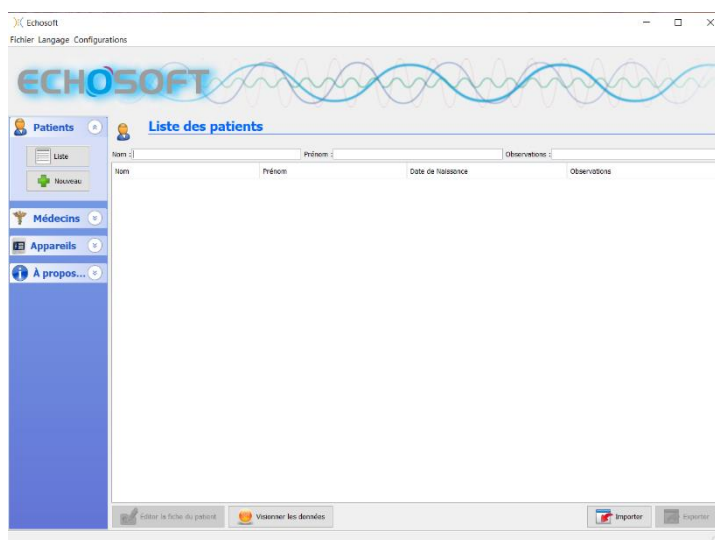 Echosoft
Fichier Langage Configurations
ECHOSOFT
Patients
Liste
Nouveau
Médecins
Appareils
À propos...
Liste des patients
Nom : Prénom : Observations :
Nom Prénom Date de Naissance Observations
Éditer la fiche du patient Visionner les données Importer Exporter